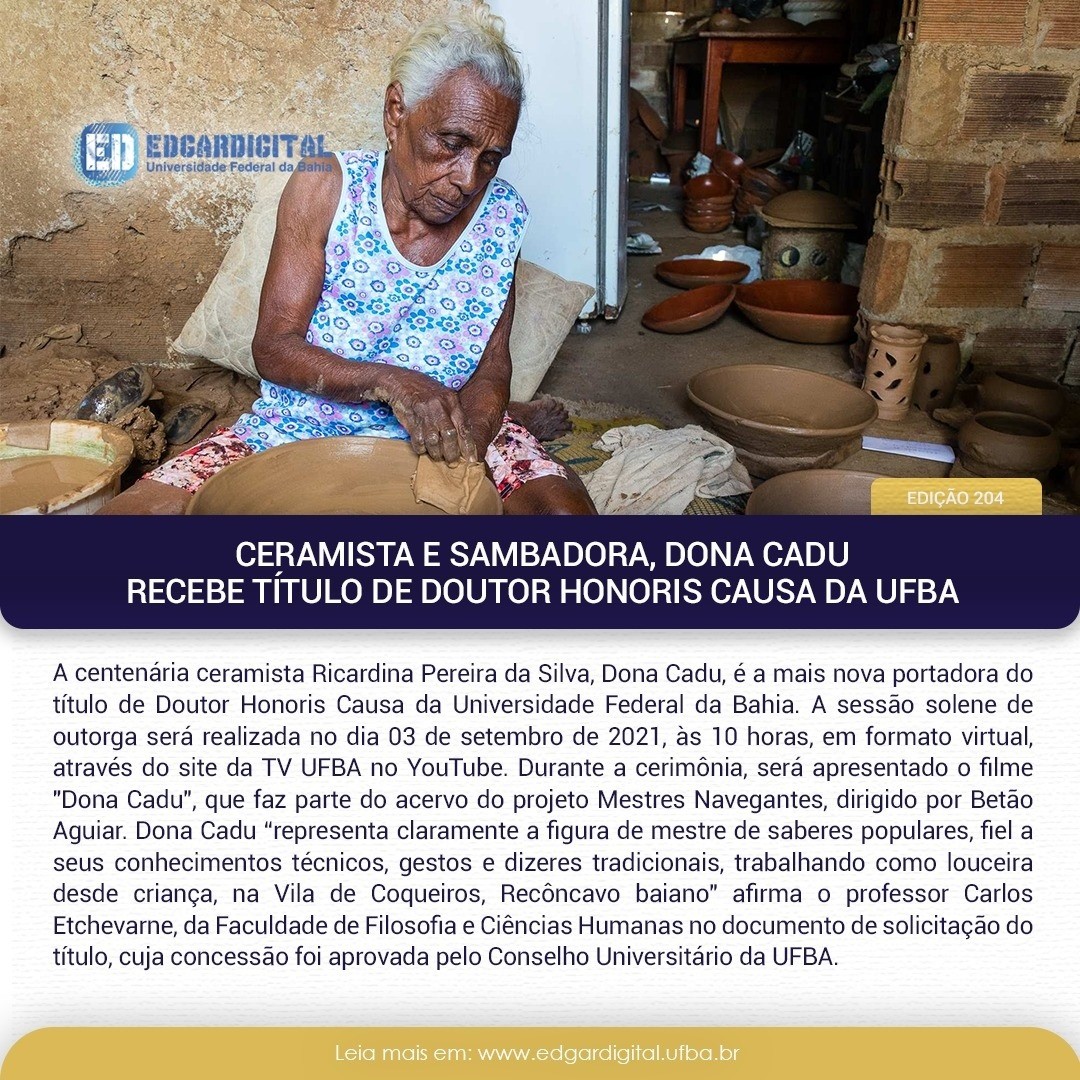 ED EDGARDIGITAL
Universidade Federal da Bahia
EDIÇÃO 204
CERAMISTA E SAMBADORA, DONA CADU
RECEBE TÍTULO DE DOUTOR HONORIS CAUSA DA UFBA
A centenária ceramista Ricardina Pereira da Silva, Dona Cadu, é a mais nova portadora do
título de Doutor Honoris Causa da Universidade Federal da Bahia. A sessão solene de
outorga será realizada no dia 03 de setembro de 2021, às 10 horas, em formato virtual,
através do site da TV UFBA no YouTube. Durante a cerimônia, será apresentado o filme
"Dona Cadu", que faz parte do acervo do projeto Mestres Navegantes, dirigido por Betão
Aguiar. Dona Cadu “representa claramente a figura de mestre de saberes populares, fiel a
seus conhecimentos técnicos, gestos e dizeres tradicionais, trabalhando como louceira
desde criança, na Vila de Coqueiros, Recôncavo baiano” afirma o professor Carlos
Etchevarne, da Faculdade de Filosofia e Ciências Humanas no documento de solicitação do
título, cuja concessão foi aprovada pelo Conselho Universitário da UFBA.
Leia mais em: www.edgardigital.ufba.br